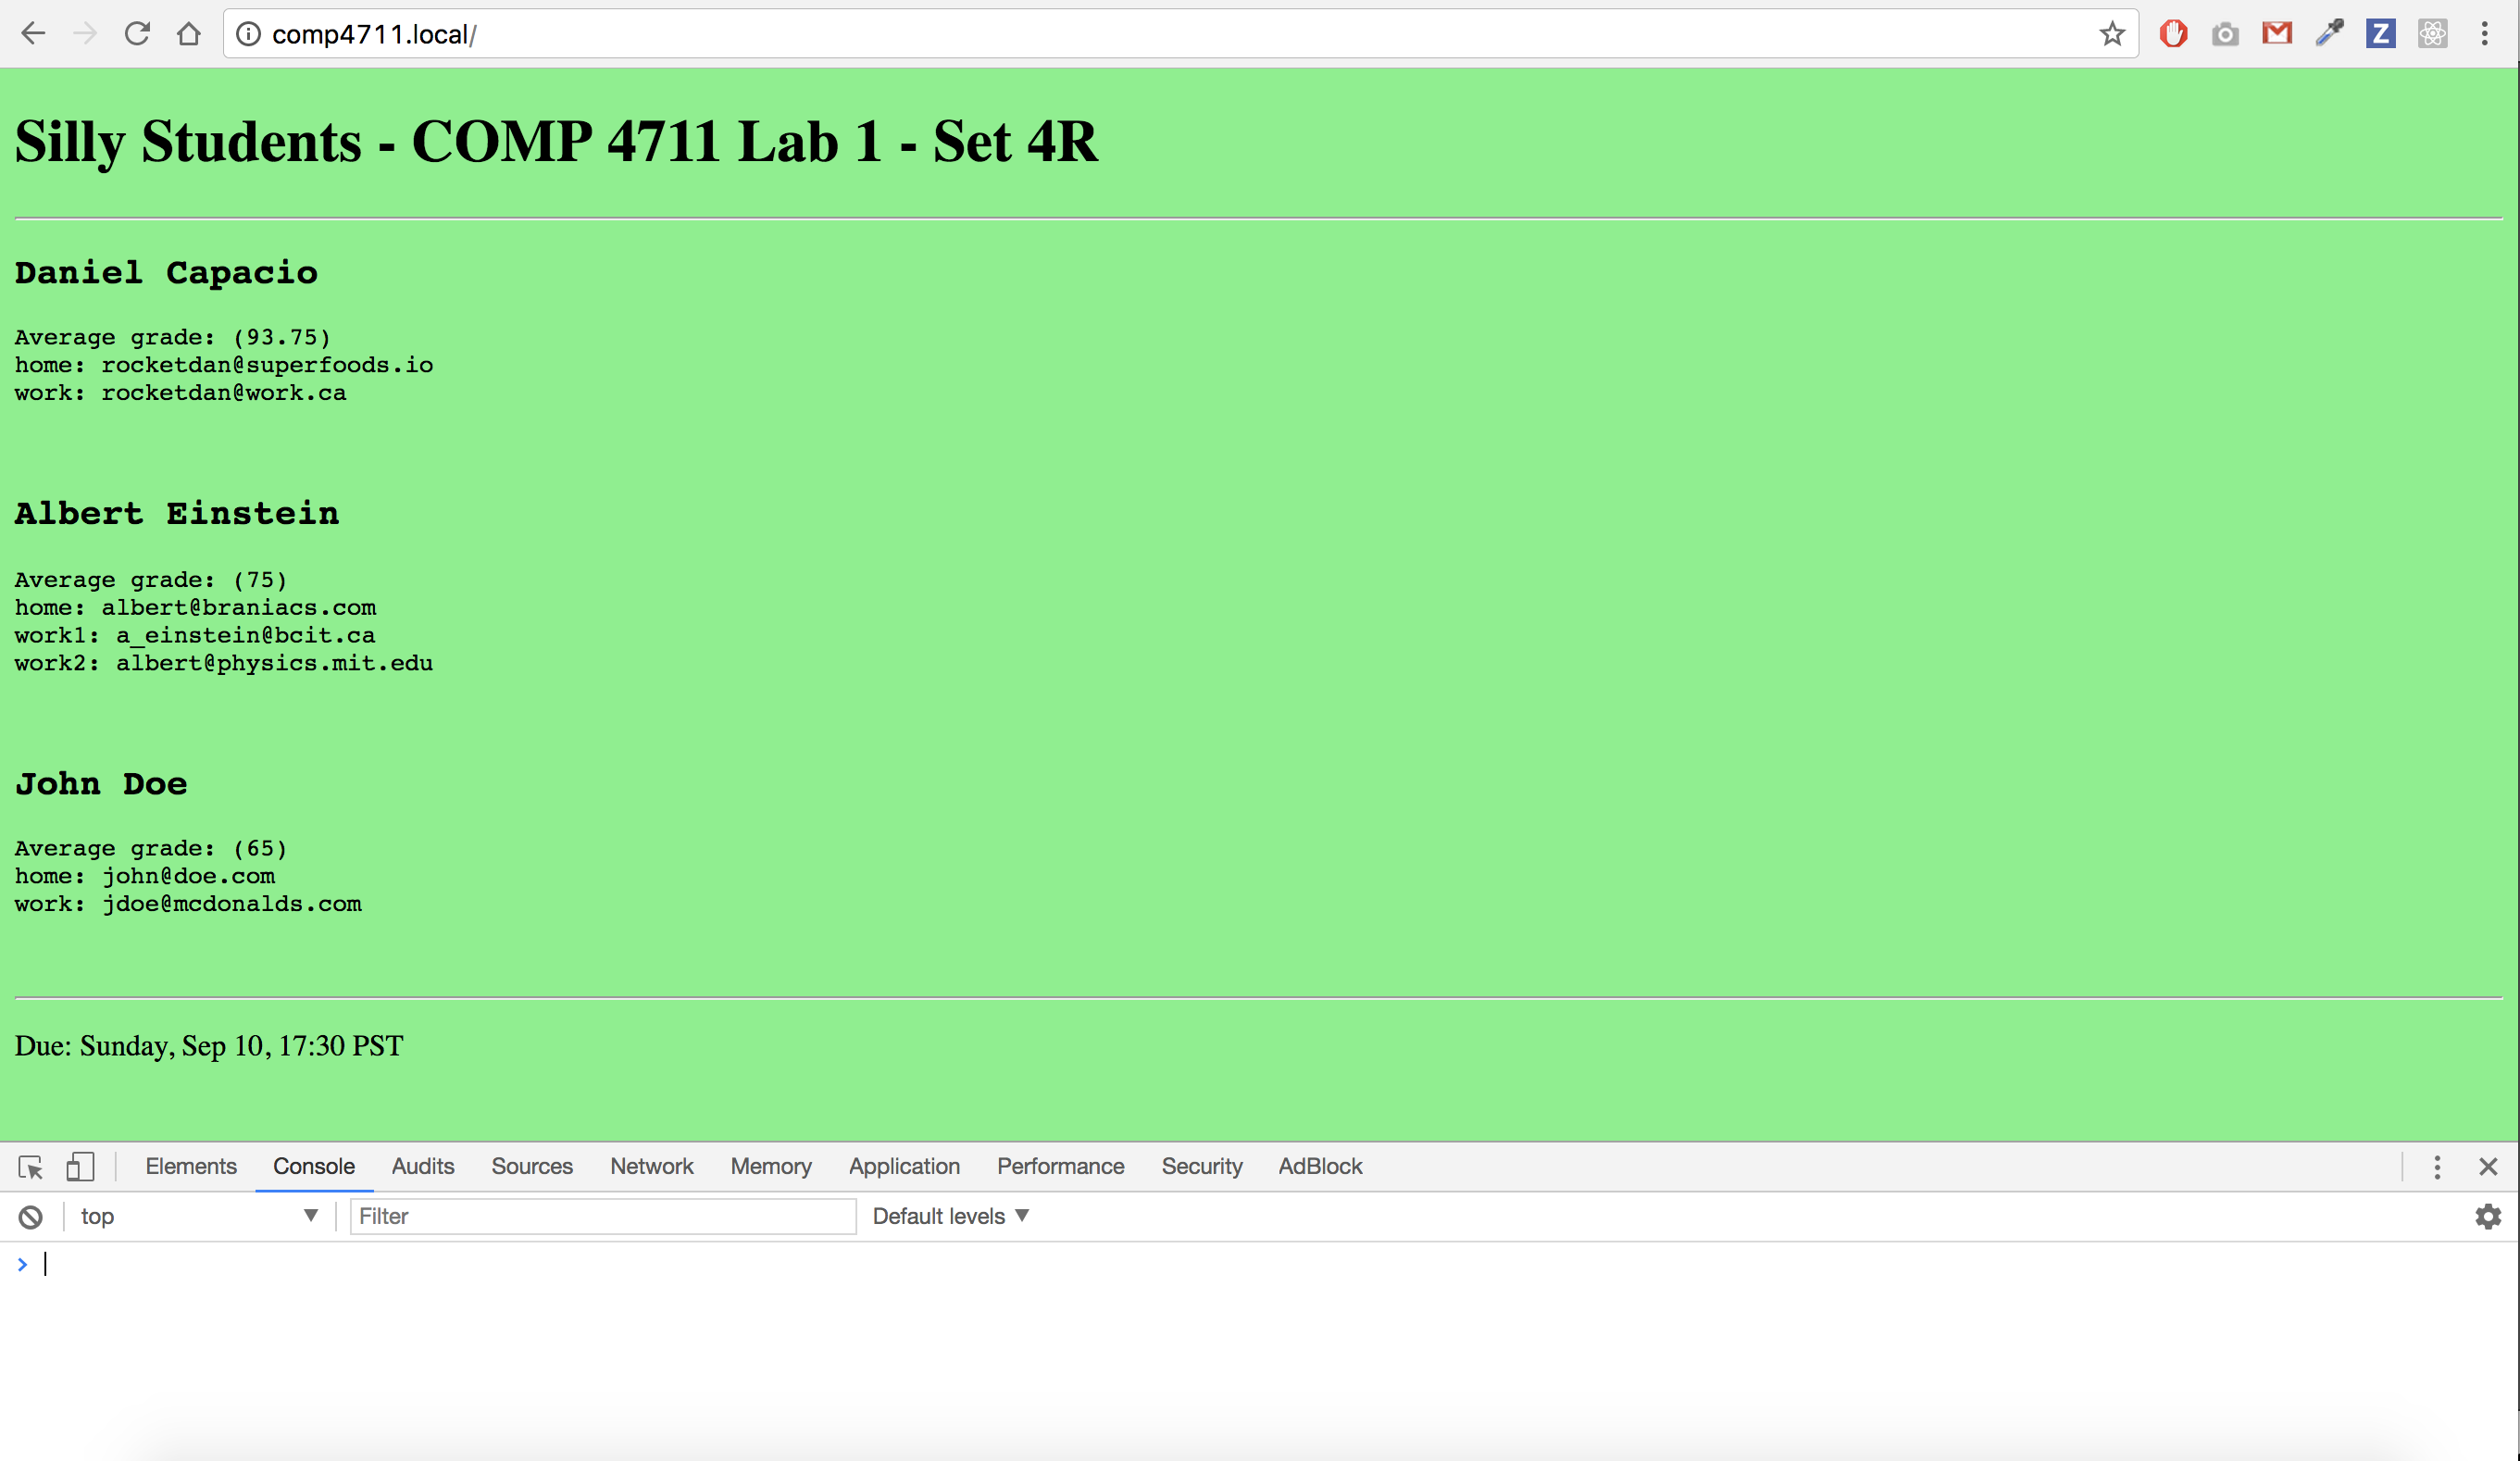 comp4711.local/
Z
Silly Students - COMP 4711 Lab 1 - Set 4R
Daniel Capacio
Average grade: (93.75)
home: rocketdan@superfoods.io
work: rocketdan@work.ca
Albert Einstein
Average grade: (75)
home: albert@braniacs.com
work1: a_einstein@bcit.ca
work2: albert@physics.mit.edu
John Doe
Average grade: (65)
home: john@doe.com
work: jdoe@mcdonalds.com
Due: Sunday, Sep 10, 17:30 PST
Elements Console Audits Sources Network Memory Application Performance Security AdBlock
top Filter Default levels